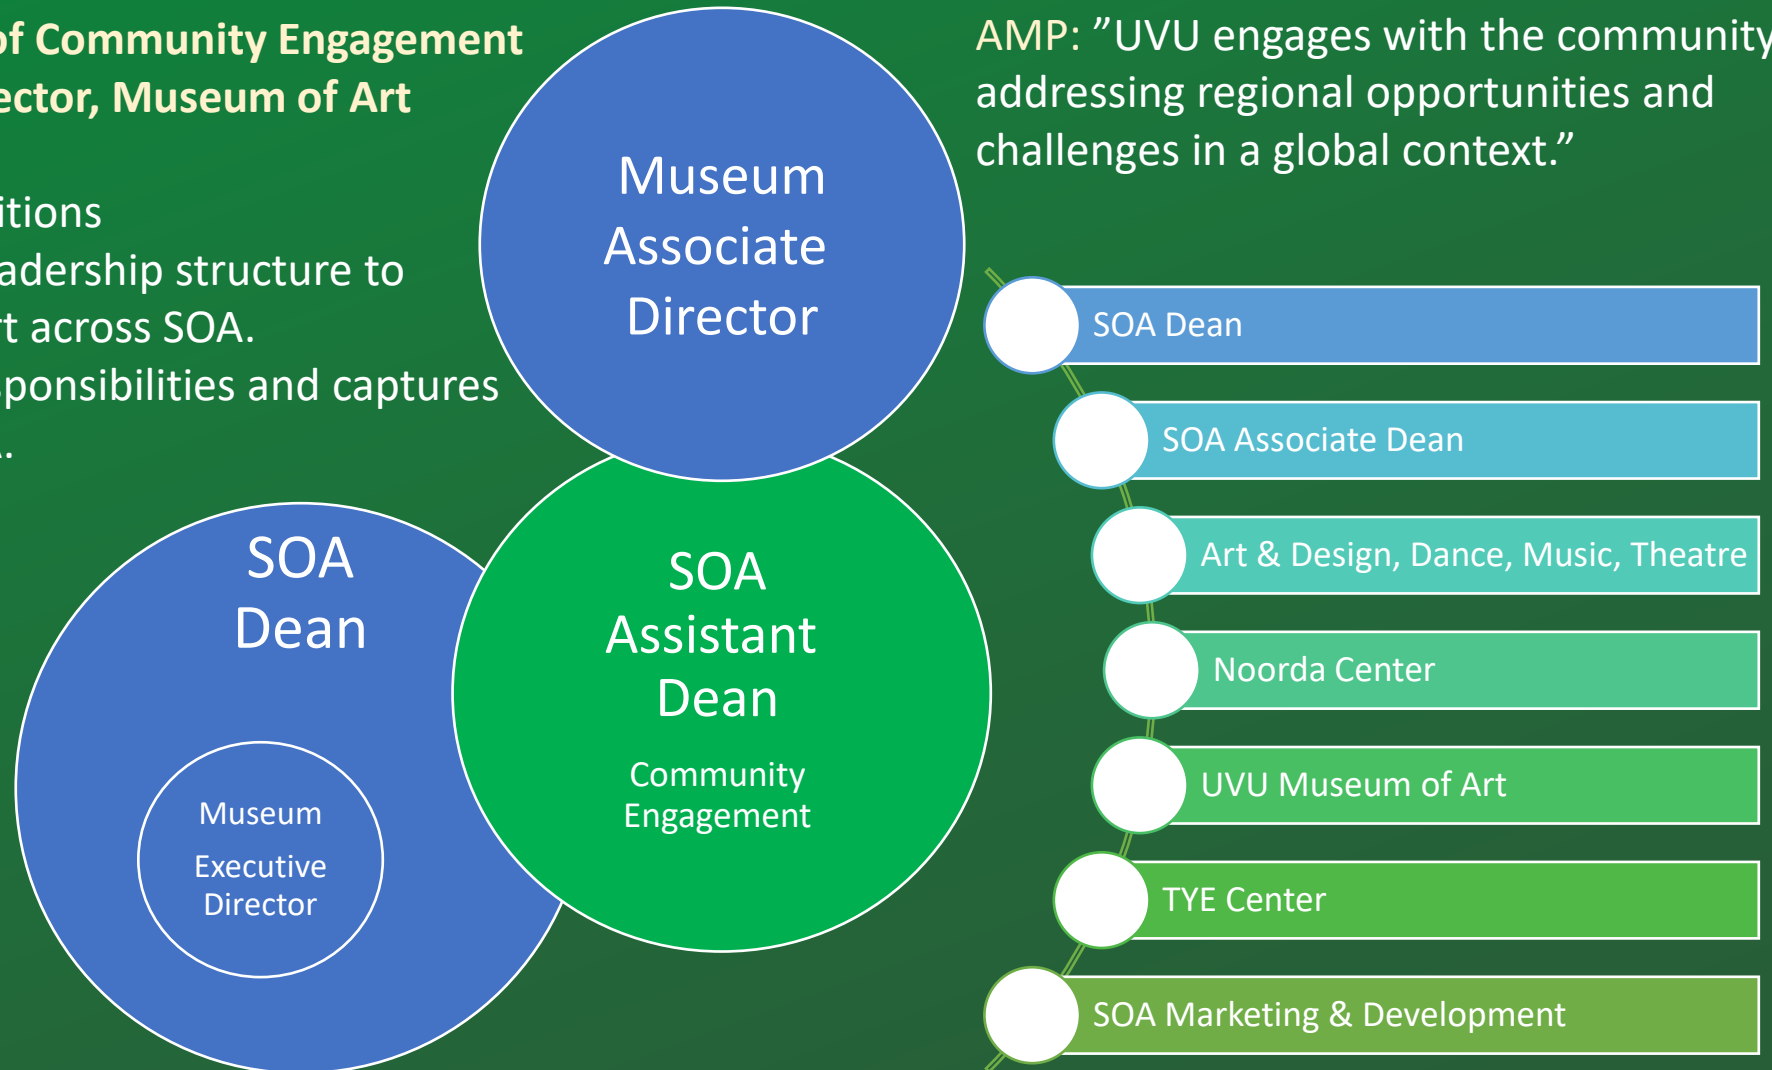 of Community Engagement
ector, Museum of Art
itions
eadership structure to
rt across SOA.
sponsibilities and captures
.
Museum
Associate
Director
SOA
Dean
Museum
Executive
Director
SOA
Assistant
Dean
Community
Engagement
AMP: ”UVU engages with the community
addressing regional opportunities and
challenges in a global context.”
SOA Dean
SOA Associate Dean
Art & Design, Dance, Music, Theatre
Noorda Center
UVU Museum of Art
TYE Center
SOA Marketing & Development